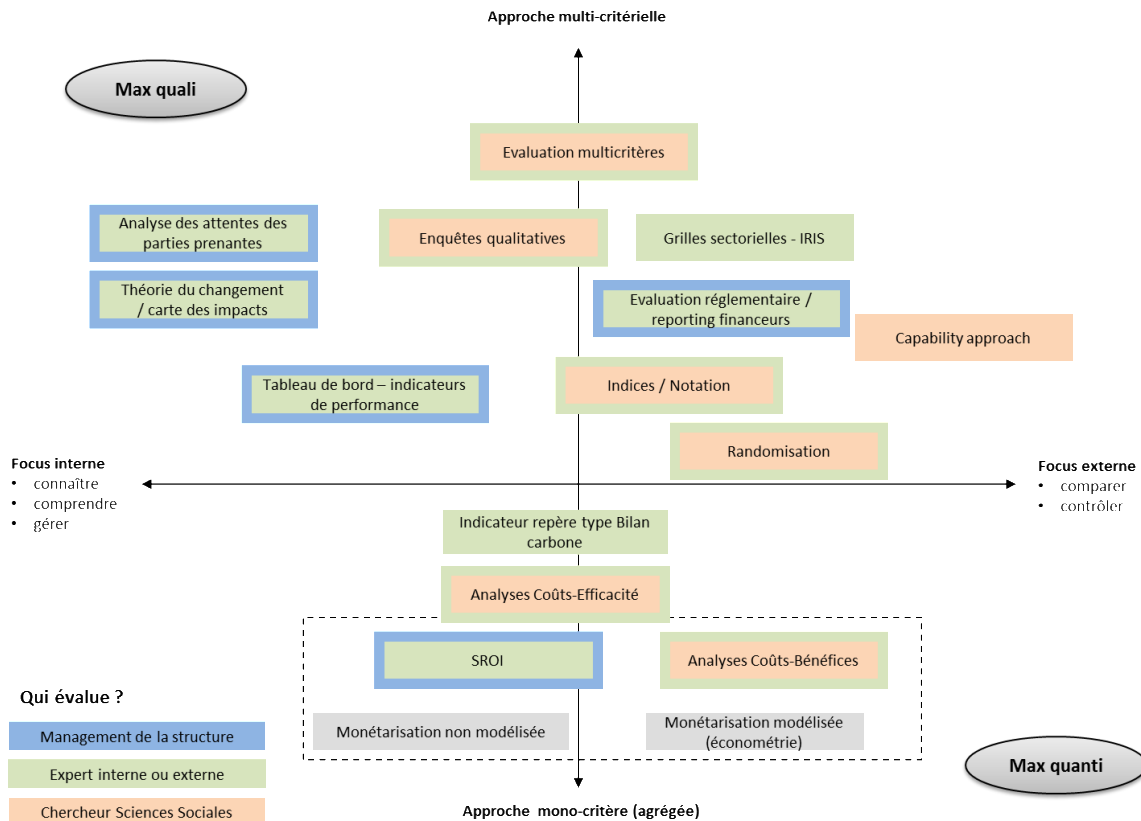 Approche multi-critérielle
Max quali
Evaluation multicritères
Analyse des attentes des
parties prenantes
Enquêtes qualitatives
Grilles sectorielles - IRIS
Théorie du changement
/ carte des impacts
Evaluation réglementaire /
reporting financeurs
Capability approach
Tableau de bord – indicateurs
de performance
Indices / Notation
Randomisation
Focus interne
• connaître
• comprendre
• gérer
Focus externe
• comparer
• contrôler
Indicateur repère type Bilan
carbone
Analyses Coûts-Efficacité
SROI
Analyses Coûts-Bénéfices
Qui évalue ?
Monétarisation non modélisée
Monétarisation modélisée
(économétrie)
Management de la structure
Expert interne ou externe
Chercheur Sciences Sociales
Max quanti
Approche mono-critère (agrégée)